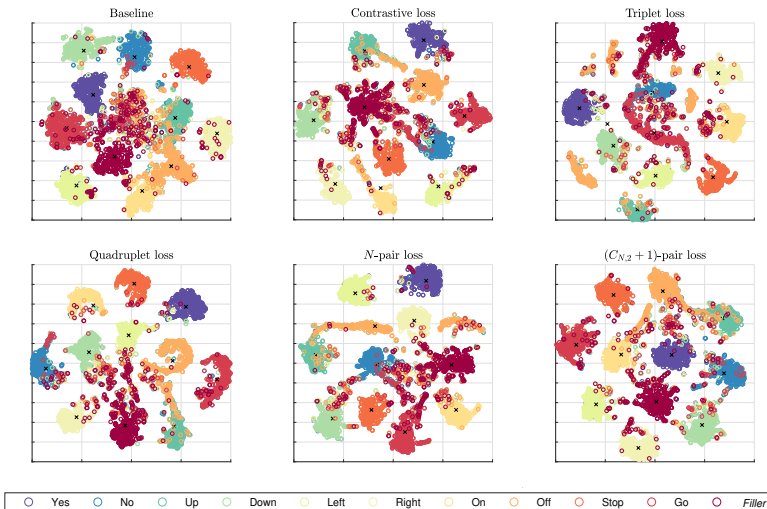 Baseline
Contrastive loss
Triplet loss
Quadruplet loss
N-pair loss
(C_{N,2} + 1)-pair loss
Yes No Up Down Left Right On Off Stop Go Filler